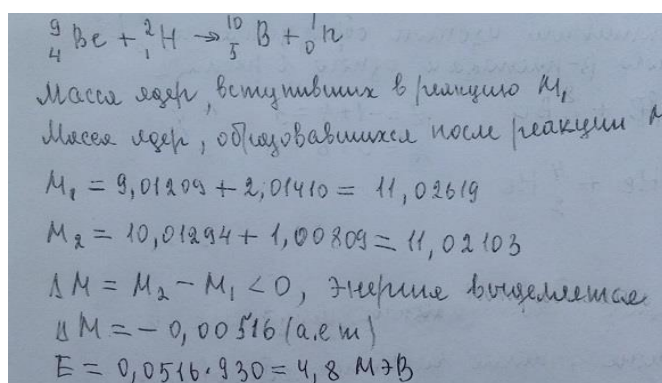 ⁹₄Be + ²₁H → ¹⁰₅B + ¹₀n
Масса ядер, вступивших в реакцию M₁
Масса ядер, образовавшихся после реакции M
M₁ = 9,01209 + 2,01410 = 11,02619
M₂ = 10,01294 + 1,00809 = 11,02103
ΔM = M₂ − M₁ < 0, энергия выделяется
ΔM = − 0,00516 (а.е.м)
E = 0,0516 · 930 = 4,8 МэВ